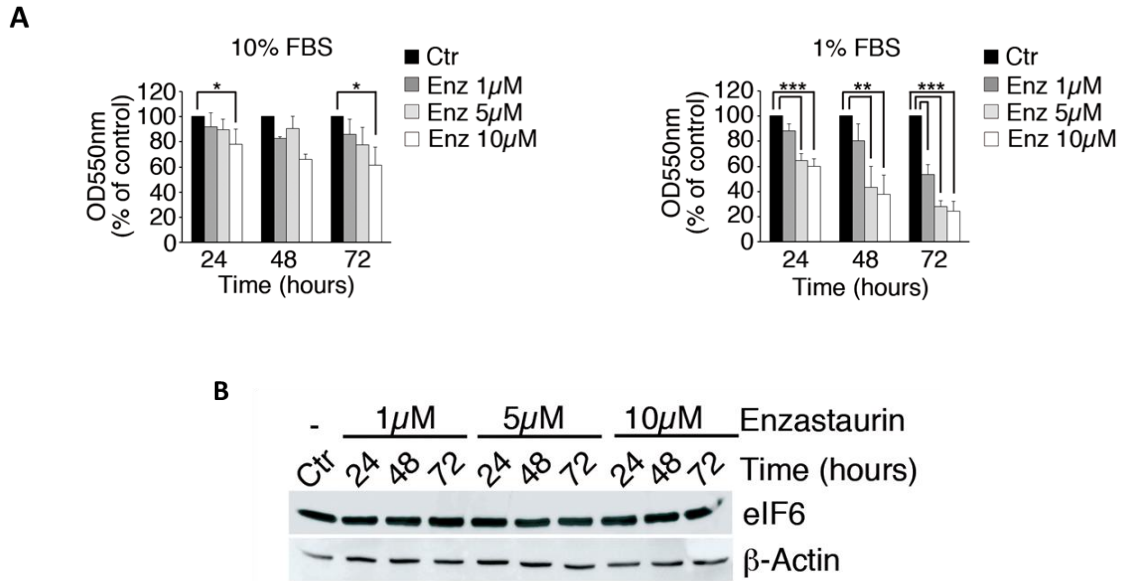 A
10% FBS
Ctr
Enz 1µM
Enz 5µM
Enz 10µM
OD550nm
(% of control)
120
100
80
60
40
20
0
*
*
24 48 72
Time (hours)
1% FBS
Ctr
Enz 1µM
Enz 5µM
Enz 10µM
OD550nm
(% of control)
120
100
80
60
40
20
0
*** ** ***
24 48 72
Time (hours)
B
- 1µM 5µM 10µM Enzastaurin
Ctr 24 48 72 24 48 72 24 48 72 Time (hours)
eIF6
β-Actin